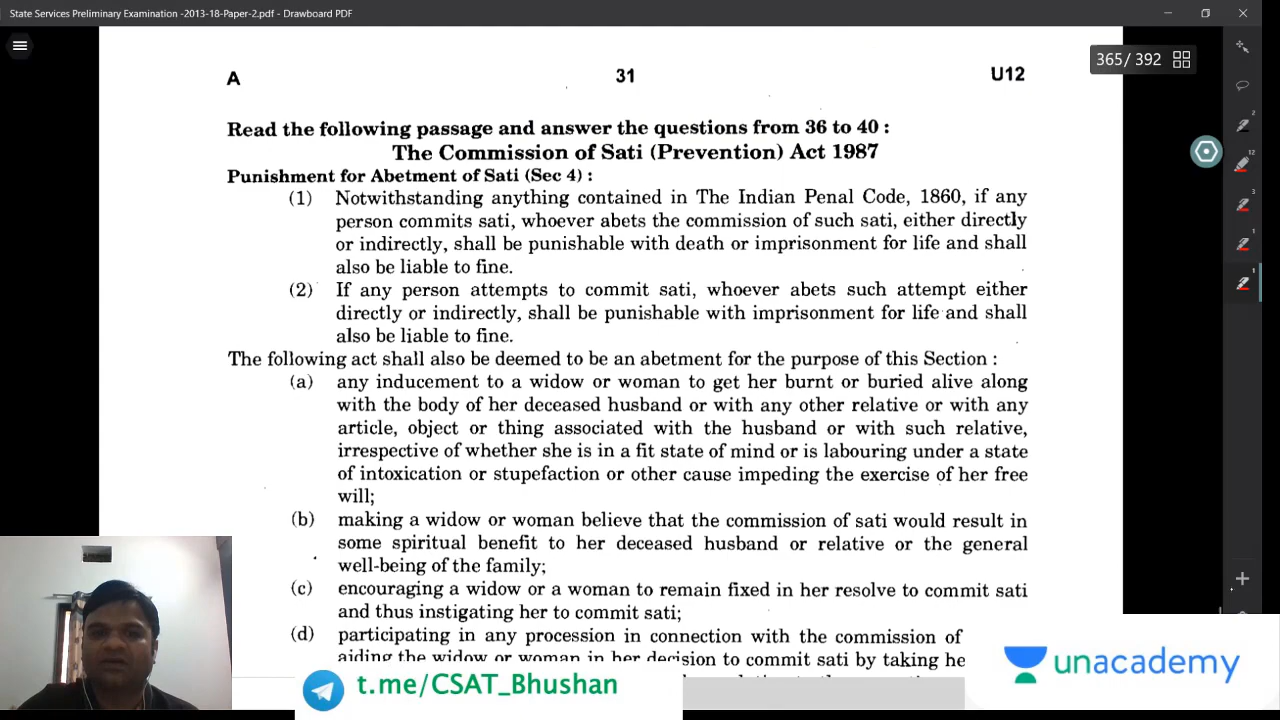 State Services Preliminary Examination -2013-18-Paper-2.pdf - Drawboard PDF
365/ 392
A 31 U12
Read the following passage and answer the questions from 36 to 40 :
The Commission of Sati (Prevention) Act 1987
Punishment for Abetment of Sati (Sec 4) :
(1) Notwithstanding anything contained in The Indian Penal Code, 1860, if any
person commits sati, whoever abets the commission of such sati, either directly
or indirectly, shall be punishable with death or imprisonment for life and shall
also be liable to fine.
(2) If any person attempts to commit sati, whoever abets such attempt either
directly or indirectly, shall be punishable with imprisonment for life and shall
also be liable to fine.
The following act shall also be deemed to be an abetment for the purpose of this Section :
(a) any inducement to a widow or woman to get her burnt or buried alive along
with the body of her deceased husband or with any other relative or with any
article, object or thing associated with the husband or with such relative,
irrespective of whether she is in a fit state of mind or is labouring under a state
of intoxication or stupefaction or other cause impeding the exercise of her free
will;
(b) making a widow or woman believe that the commission of sati would result in
some spiritual benefit to her deceased husband or relative or the general
well-being of the family;
(c) encouraging a widow or a woman to remain fixed in her resolve to commit sati
and thus instigating her to commit sati;
(d) participating in any procession in connection with the commission of
aiding the widow or woman in her decision to commit sati by taking he
t.me/CSAT_Bhushan
unacademy
2
12
3
1
1